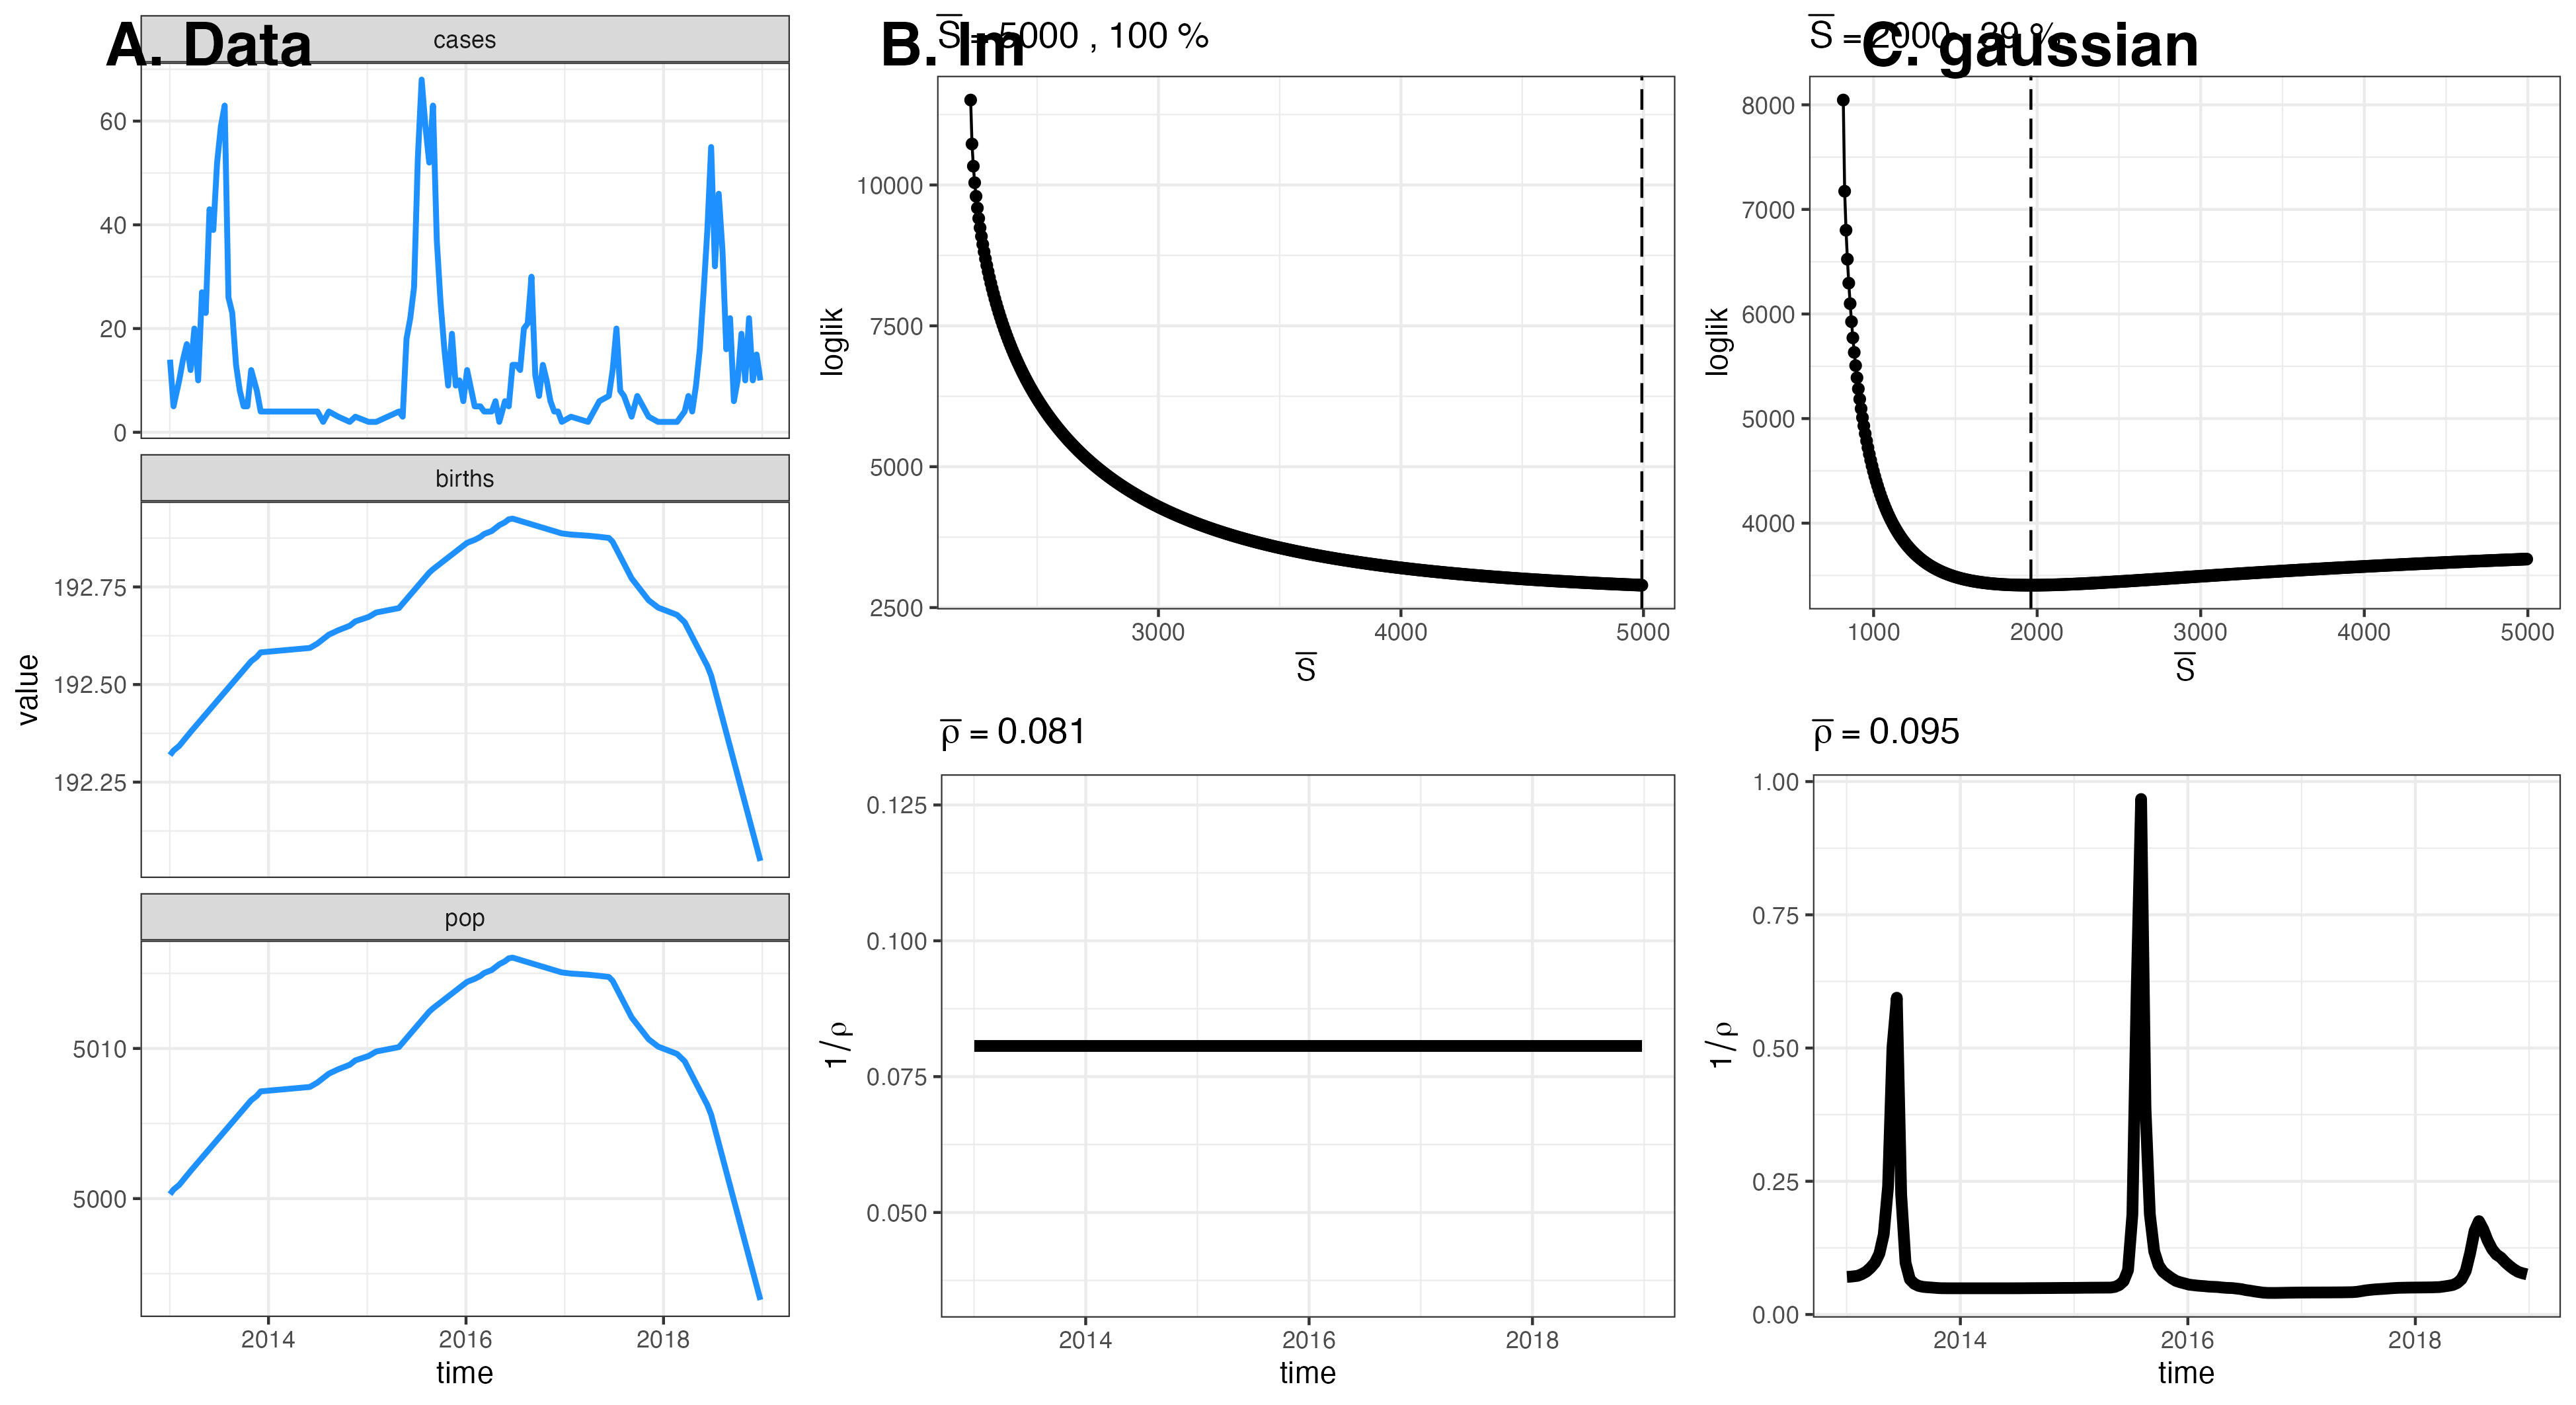 A. Data
cases
60
40
20
0
births
192.75
192.50
192.25
pop
5010
5000
value
2014 2016 2018
time
B. lm
S̅ = 5000 , 100 %
10000
7500
5000
2500
loglik
3000 4000 5000
S̅
ρ̅ = 0.081
0.125
0.100
0.075
0.050
1/ρ
2014 2016 2018
time
C. gaussian
S̅ = 2000 , 39 %
8000
7000
6000
5000
4000
loglik
1000 2000 3000 4000 5000
S̅
ρ̅ = 0.095
1.00
0.75
0.50
0.25
0.00
1/ρ
2014 2016 2018
time